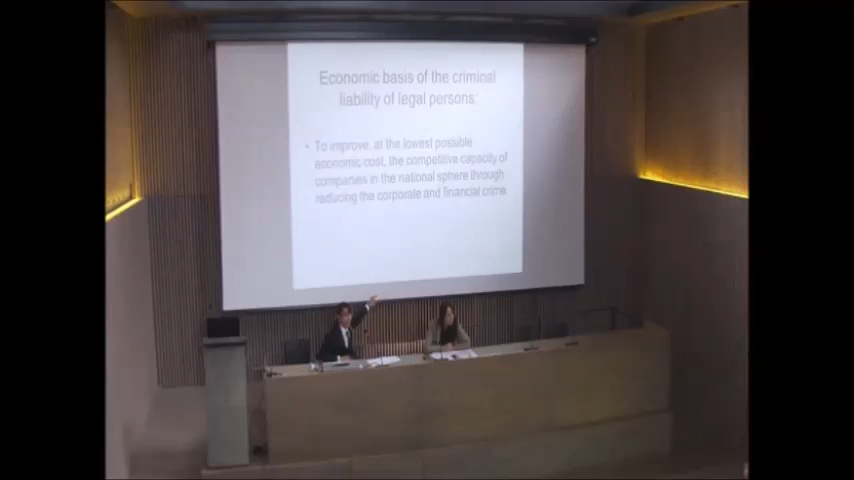 Economic basis of the criminal
liability of legal persons:
• To improve, at the lowest possible
economic cost, the competitive capacity of
companies in the national sphere through
reducing the corporate and financial crime.